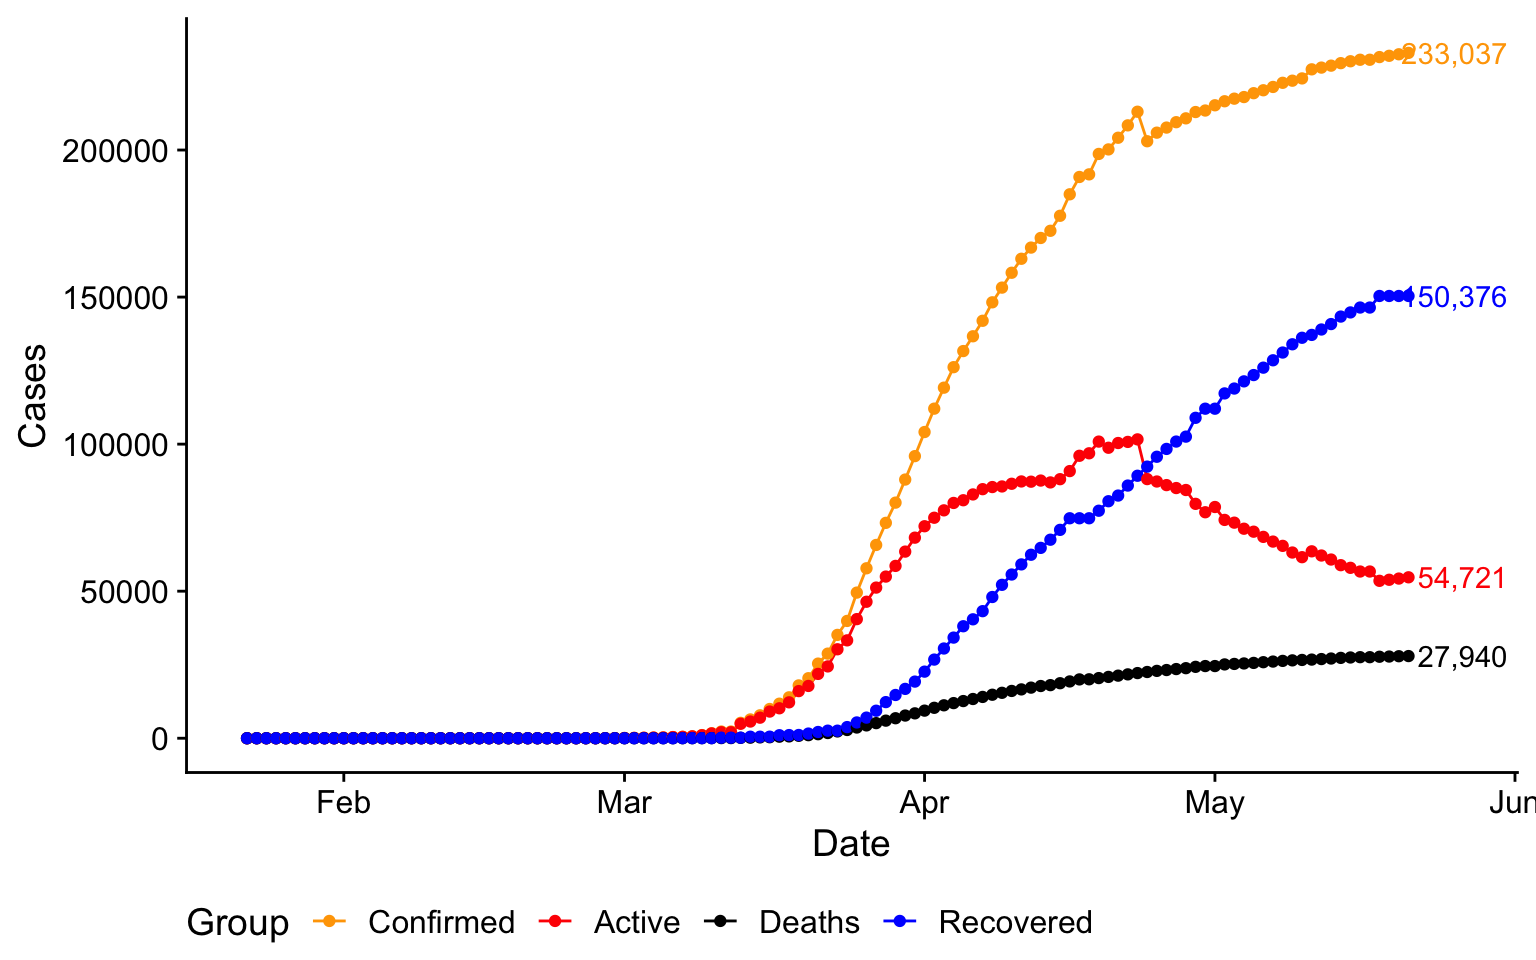 233,037
200000
150000
150,376
100000
50000
54,721
27,940
0
Cases
Feb Mar Apr May Jun
Date
Group Confirmed Active Deaths Recovered